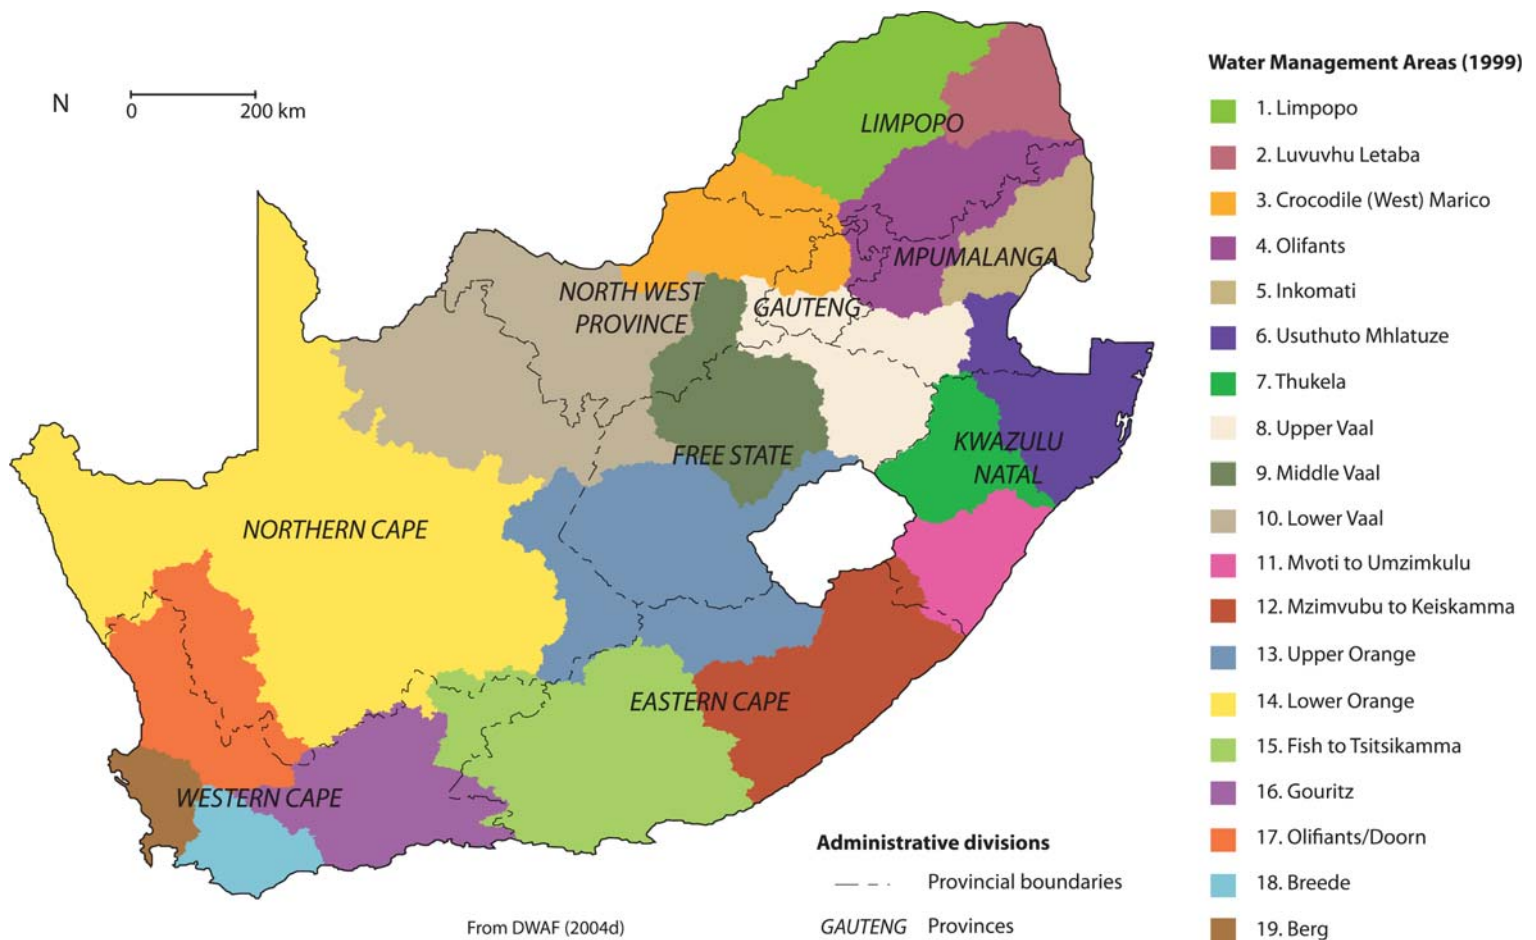 N
0 200 km
LIMPOPO
MPUMALANGA
NORTH WEST
PROVINCE
GAUTENG
KWAZULU
NATAL
FREE STATE
NORTHERN CAPE
EASTERN CAPE
WESTERN CAPE
Water Management Areas (1999)
1. Limpopo
2. Luvuvhu Letaba
3. Crocodile (West) Marico
4. Olifants
5. Inkomati
6. Usuthuto Mhlatuze
7. Thukela
8. Upper Vaal
9. Middle Vaal
10. Lower Vaal
11. Mvoti to Umzimkulu
12. Mzimvubu to Keiskamma
13. Upper Orange
14. Lower Orange
15. Fish to Tsitsikamma
16. Gouritz
17. Olifiants/Doorn
18. Breede
19. Berg
Administrative divisions
Provincial boundaries
GAUTENG Provinces
From DWAF (2004d)